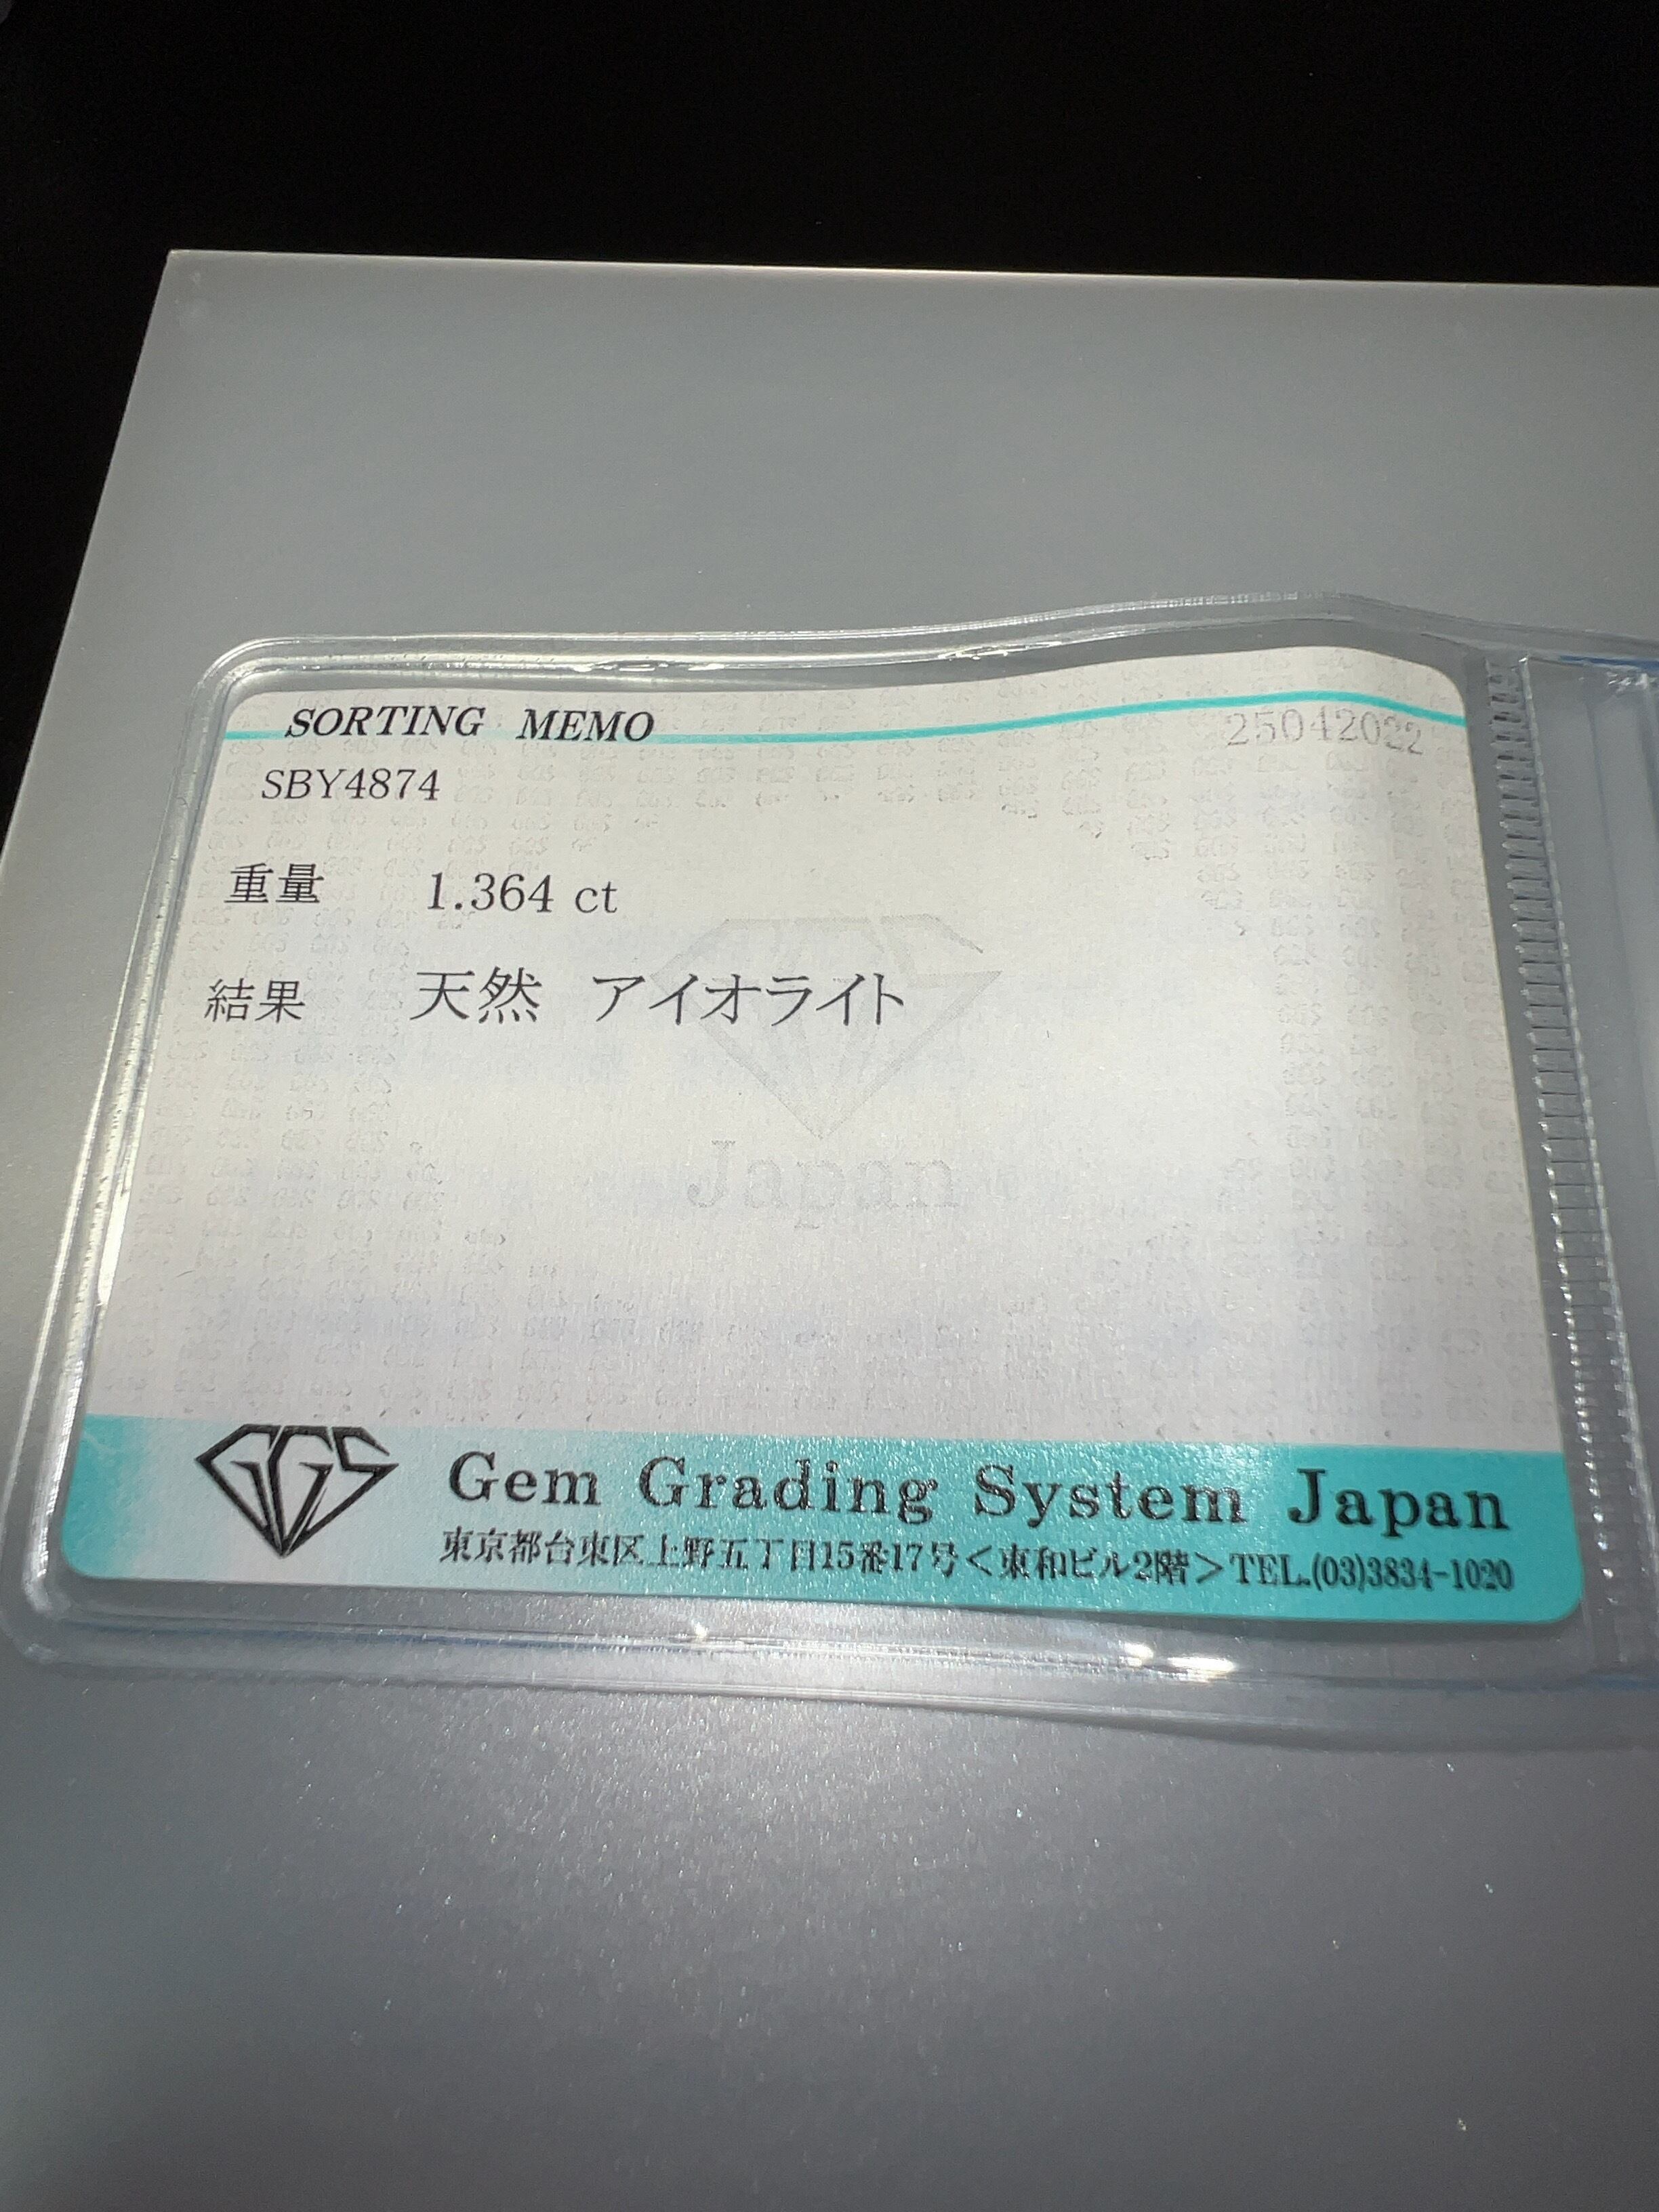 SORTING MEMO
25042022
SBY4874
重量 1.364 ct
結果 天然 アイオライト
Japan
GGS Gem Grading System Japan
東京都台東区上野五丁目15番17号<東和ビル2階>TEL.(03)3834-1020